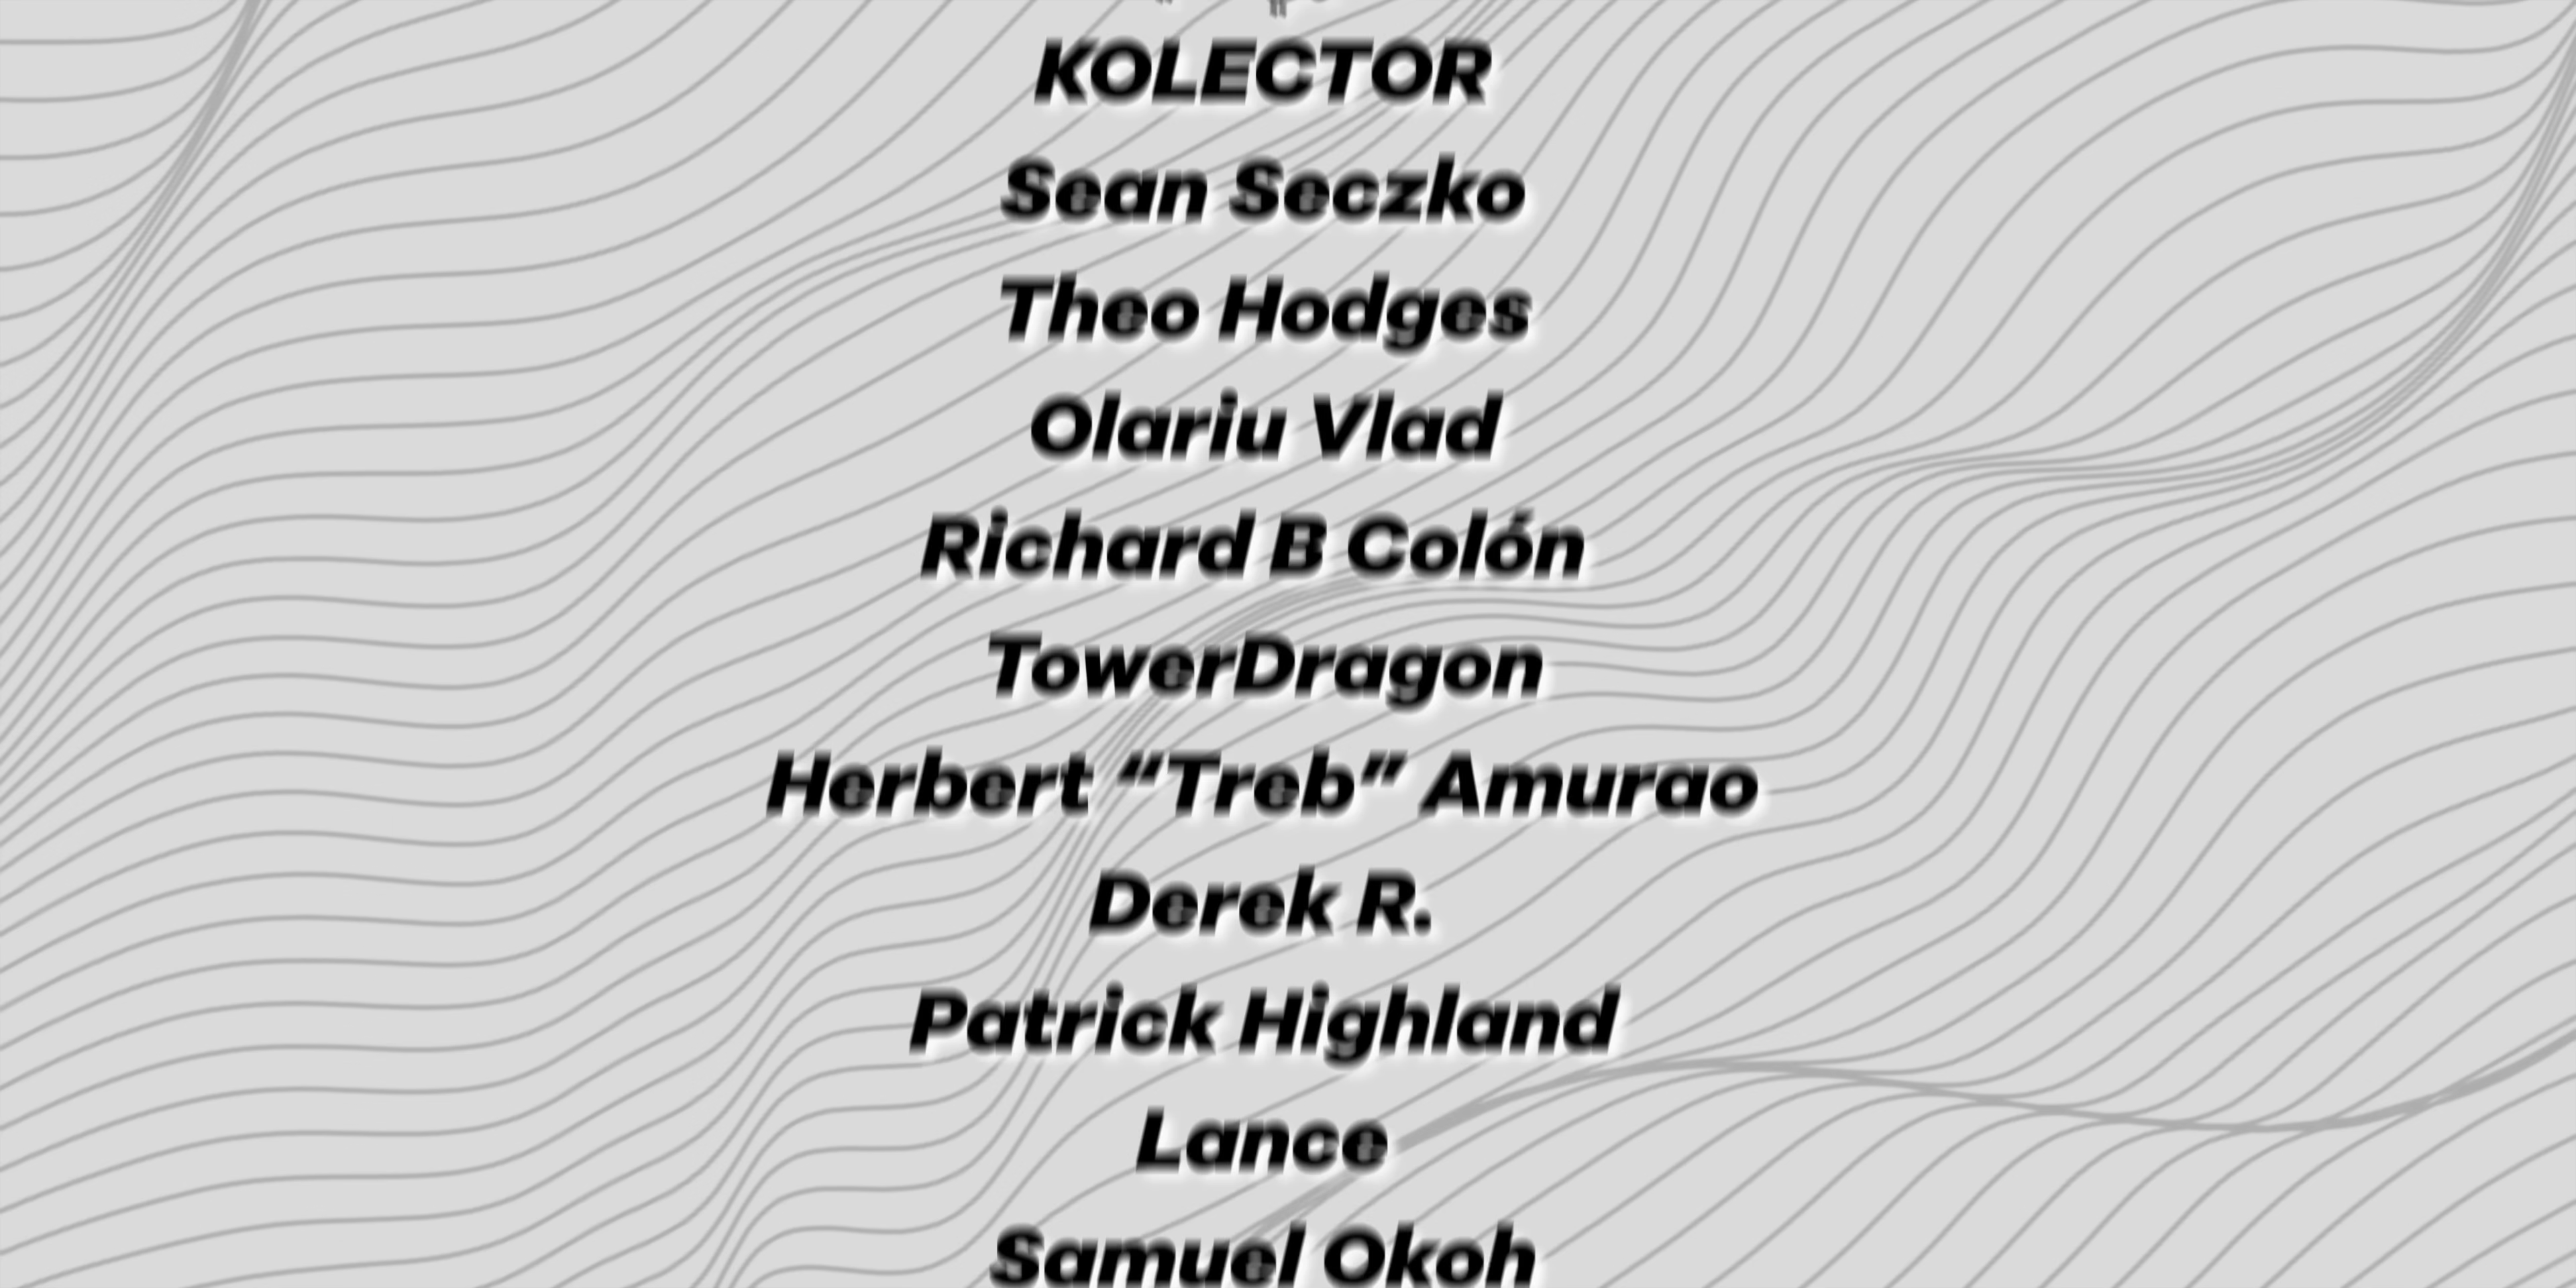 KOLECTOR
Sean Seczko
Theo Hodges
Olariu Vlad
Richard B Colón
TowerDragon
Herbert “Treb” Amurao
Derek R.
Patrick Highland
Lance
Samuel Okoh